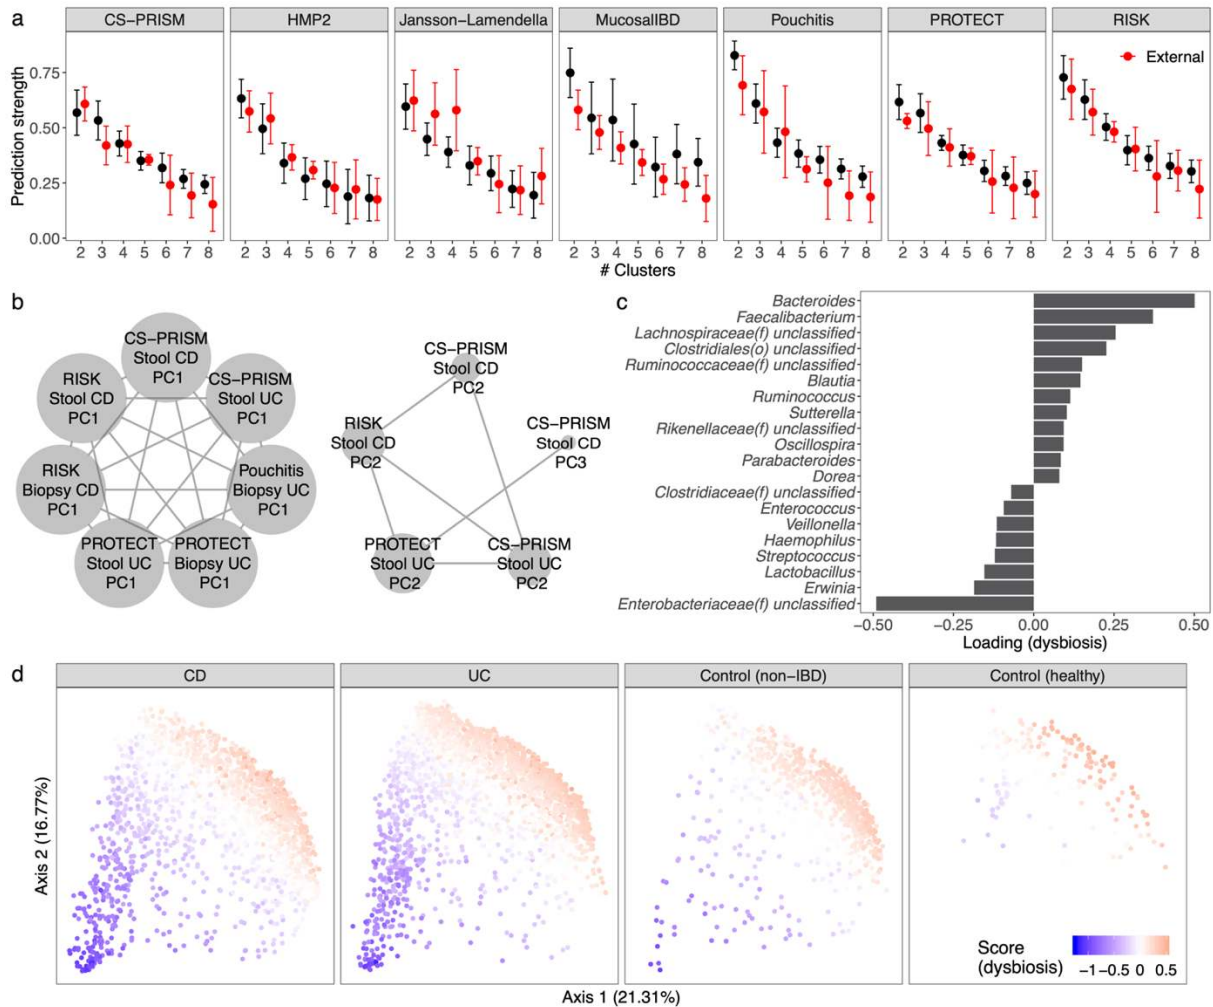 a
CS−PRISM
HMP2
Jansson−Lamendella
MucosalIBD
Pouchitis
PROTECT
RISK
Prediction strength
0.75
0.50
0.25
0.00
External
2 3 4 5 6 7 8
2 3 4 5 6 7 8
2 3 4 5 6 7 8
2 3 4 5 6 7 8
2 3 4 5 6 7 8
2 3 4 5 6 7 8
2 3 4 5 6 7 8
# Clusters
b
CS−PRISM
Stool CD
PC1
RISK
Stool CD
PC1
CS−PRISM
Stool UC
PC1
RISK
Biopsy CD
PC1
Pouchitis
Biopsy UC
PC1
PROTECT
Stool UC
PC1
PROTECT
Biopsy UC
PC1
CS−PRISM
Stool CD
PC2
RISK
Stool CD
PC2
CS−PRISM
Stool CD
PC3
PROTECT
Stool UC
PC2
CS−PRISM
Stool UC
PC2
c
Bacteroides
Faecalibacterium
Lachnospiraceae(f) unclassified
Clostridiales(o) unclassified
Ruminococcaceae(f) unclassified
Blautia
Ruminococcus
Sutterella
Rikenellaceae(f) unclassified
Oscillospira
Parabacteroides
Dorea
Clostridiaceae(f) unclassified
Enterococcus
Veillonella
Haemophilus
Streptococcus
Lactobacillus
Erwinia
Enterobacteriaceae(f) unclassified
−0.50 −0.25 0.00 0.25 0.50
Loading (dysbiosis)
d
CD
UC
Control (non−IBD)
Control (healthy)
Axis 2 (16.77%)
Score
(dysbiosis)
−1 −0.5 0 0.5
Axis 1 (21.31%)